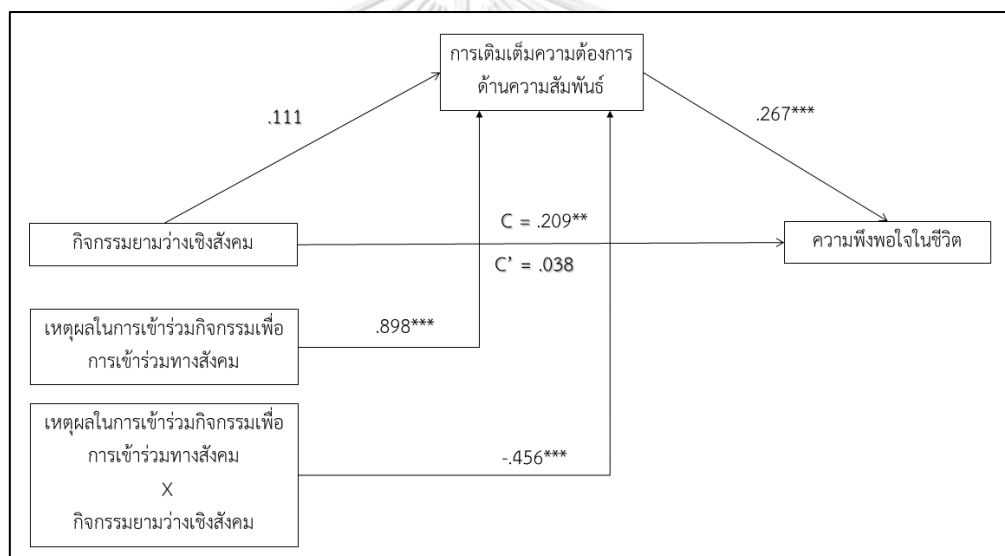 การเติมเต็มความต้องการ
ด้านความสัมพันธ์
.111
.267***
C = .209**
กิจกรรมยามว่างเชิงสังคม
ความพึงพอใจในชีวิต
C’ = .038
เหตุผลในการเข้าร่วมกิจกรรมเพื่อ
การเข้าร่วมทางสังคม
.898***
เหตุผลในการเข้าร่วมกิจกรรมเพื่อ
การเข้าร่วมทางสังคม
X
กิจกรรมยามว่างเชิงสังคม
-.456***